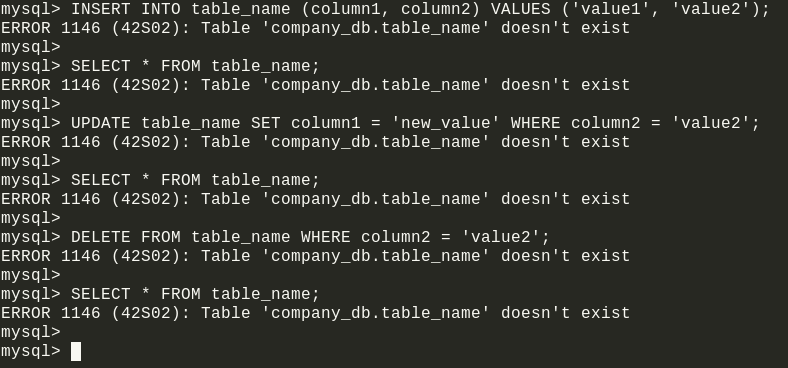 mysql> INSERT INTO table_name (column1, column2) VALUES ('value1', 'value2');
ERROR 1146 (42S02): Table 'company_db.table_name' doesn't exist
mysql>
mysql> SELECT * FROM table_name;
ERROR 1146 (42S02): Table 'company_db.table_name' doesn't exist
mysql>
mysql> UPDATE table_name SET column1 = 'new_value' WHERE column2 = 'value2';
ERROR 1146 (42S02): Table 'company_db.table_name' doesn't exist
mysql>
mysql> SELECT * FROM table_name;
ERROR 1146 (42S02): Table 'company_db.table_name' doesn't exist
mysql>
mysql> DELETE FROM table_name WHERE column2 = 'value2';
ERROR 1146 (42S02): Table 'company_db.table_name' doesn't exist
mysql>
mysql> SELECT * FROM table_name;
ERROR 1146 (42S02): Table 'company_db.table_name' doesn't exist
mysql>
mysql>